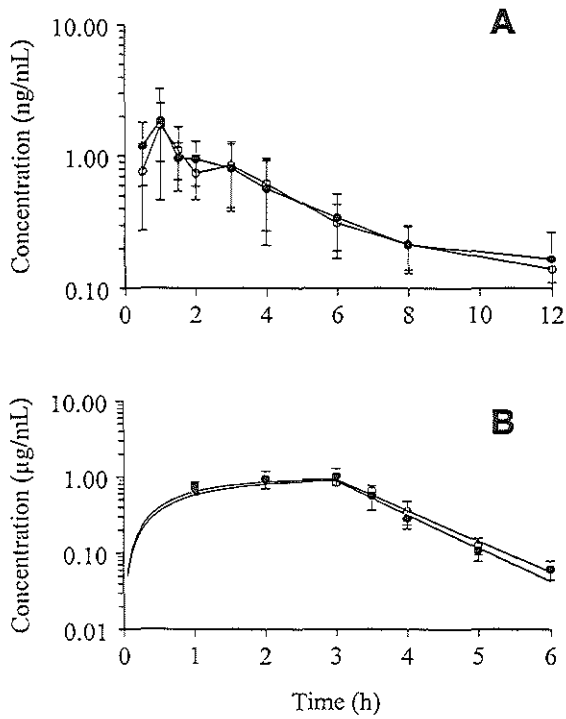 A
Concentration (ng/mL)
10.00
1.00
0.10
0 2 4 6 8 10 12
B
Concentration (μg/mL)
10.00
1.00
0.10
0.01
0 1 2 3 4 5 6
Time (h)